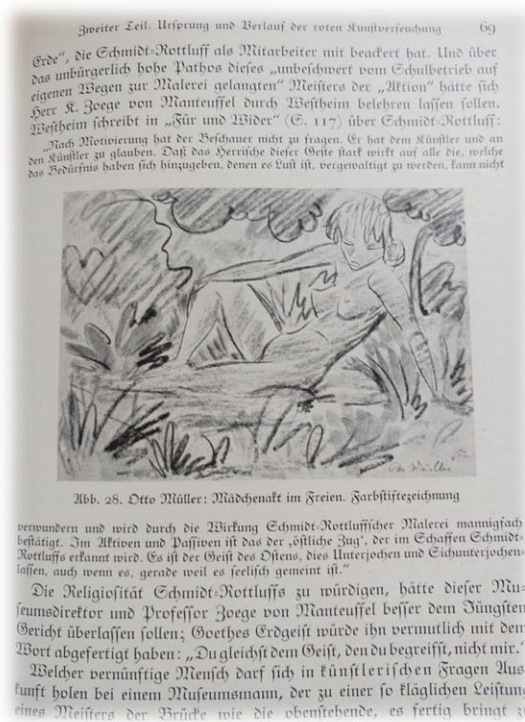 Zweiter Teil. Ursprung und Verlauf der roten Kunstverseuchung 69
Erde“, die Schmidt-Rottluff als Mitarbeiter mit beackert hat. Und über
das unbürgerlich hohe Pathos dieses „unbeschwert vom Schulbetrieb auf
eigenen Wegen zur Malerei gelangten“ Meisters der „Aktion“ hätte sich
Herr K. Zoege von Manteuffel durch Westheim belehren lassen sollen.
Westheim schreibt in „Für und Wider“ (S. 117) über Schmidt-Rottluff:
„Nach Motivierung hat der Beschauer nicht zu fragen. Er hat dem Künstler und an
den Künstler zu glauben. Daß das Herrische dieser Geste stark wirkt auf alle die, welche
das Bedürfnis haben sich hinzugeben, denen es Lust ist, vergewaltigt zu werden, kann nicht
Otto Müller
Abb. 28. Otto Müller: Mädchenakt im Freien. Farbstiftezeichnung
verwundern und wird durch die Wirkung Schmidt-Rottluffscher Malerei mannigfach
bestätigt. Im Aktiven und Passiven ist das der ‚östliche Zug‘, der im Schaffen Schmidt-
Rottluffs erkannt wird. Es ist der Geist des Ostens, dies Unterjochen und Sichunterjochen-
lassen, auch wenn es, gerade weil es seelisch gemeint ist.“
Die Religiosität Schmidt-Rottluffs zu würdigen, hätte dieser Mu-
seumsdirektor und Professor Zoege von Manteuffel besser dem Jüngsten
Gericht überlassen sollen; Goethes Erdgeist würde ihn vermutlich mit dem
Wort abgefertigt haben: „Du gleichst dem Geist, den du begreifst, nicht mir.“
Welcher vernünftige Mensch darf sich in künstlerischen Fragen Aus-
kunft holen bei einem Museumsmann, der zu einer so kläglichen Leistung
eines Meisters der Brücke wie die obenstehende, es fertig bringt